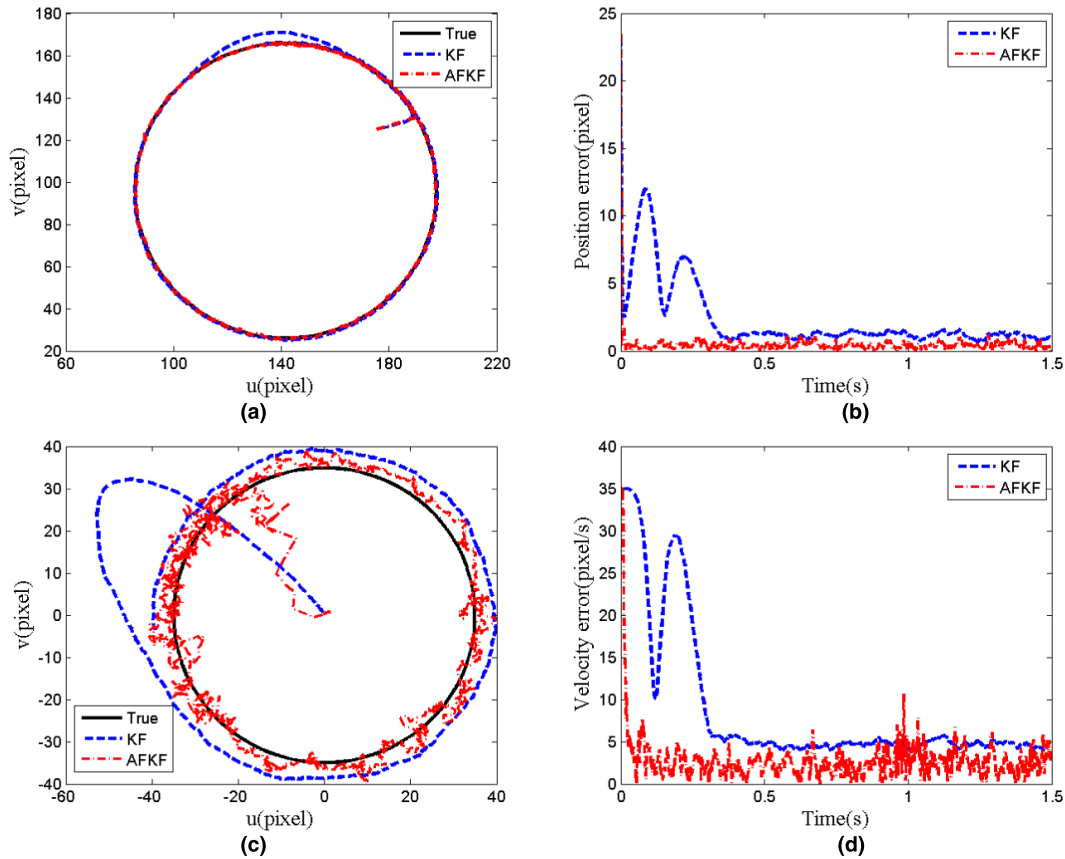 180
160
140
120
100
80
60
40
20
60
100
140
180
220
v(pixel)
u(pixel)
True
KF
AFKF
(a)
25
20
15
10
5
0
0
0.5
1
1.5
Position error(pixel)
Time(s)
KF
AFKF
(b)
40
30
20
10
0
-10
-20
-30
-40
-60
-40
-20
0
20
40
v(pixel)
u(pixel)
True
KF
AFKF
(c)
40
35
30
25
20
15
10
5
0
0
0.5
1
1.5
Velocity error(pixel/s)
Time(s)
KF
AFKF
(d)